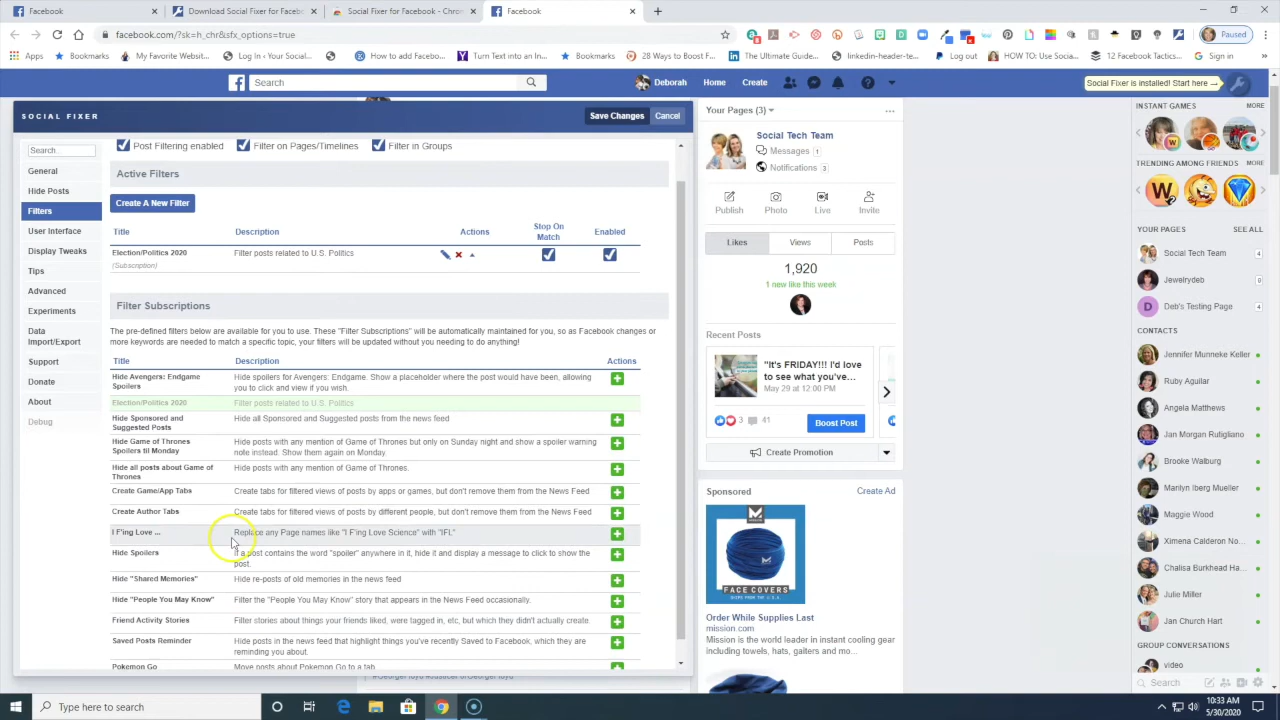 Facebook
Download Social Fixer for Faceb
Social Fixer for Facebook - Chro
Facebook
facebook.com/?sk=h_chr&sfx_options=true
Paused
Apps
Bookmarks
My Favorite Websit...
Log In ‹ Your Social...
How to add Facebo...
Turn Text into an I...
Bookmarks
28 Ways to Boost F...
The Ultimate Guide...
linkedin-header-te...
Log out
HOW TO: Use Socia...
12 Facebook Tactics...
Sign in
Search
Deborah
Home
Create
Social Fixer is installed! Start here →
SOCIAL FIXER
Save Changes
Cancel
Search...
General
Hide Posts
Filters
User Interface
Display Tweaks
Tips
Advanced
Experiments
Data
Import/Export
Support
Donate
About
Debug
Post Filtering enabled
Filter on Pages/Timelines
Filter in Groups
Active Filters
Create A New Filter
Title
Description
Actions
Stop On
Match
Enabled
Election/Politics 2020
(Subscription)
Filter posts related to U.S. Politics
Filter Subscriptions
The pre-defined filters below are available for you to use. These "Filter Subscriptions" will be automatically maintained for you, so as Facebook changes or
more keywords are needed to match a specific topic, your filters will be updated without you needing to do anything!
Title
Description
Actions
Hide Avengers: Endgame
Spoilers
Hide spoilers for Avengers: Endgame. Show a placeholder where the post would have been, allowing
you to click and view if you wish.
Election/Politics 2020
Filter posts related to U.S. Politics
Hide Sponsored and
Suggested Posts
Hide all Sponsored and Suggested posts from the news feed
Hide Game of Thrones
Spoilers til Monday
Hide posts with any mention of Game of Thrones but only on Sunday night and show a spoiler warning
note instead. Show them again on Monday.
Hide all posts about Game of
Thrones
Hide posts with any mention of Game of Thrones.
Create Game/App Tabs
Create tabs for filtered views of posts by apps or games, but don't remove them from the News Feed
Create Author Tabs
Create tabs for filtered views of posts by different people, but don't remove them from the News Feed
I F'ing Love ...
Replace any Page names like "I F'ing Love Science" with "IFL"
Hide Spoilers
If a post contains the word "spoiler" anywhere in it, hide it and display a message to click to show the
post.
Hide "Shared Memories"
Hide re-posts of old memories in the news feed
Hide "People You May Know"
Filter the "People You May Know" story that appears in the News Feed occasionally.
Friend Activity Stories
Filter stories about things your friends liked, were tagged in, etc, but which they didn't actually create.
Saved Posts Reminder
Hide posts in the news feed that highlight things you've recently Saved to Facebook, which they are
reminding you about.
Pokemon Go
Move posts about Pokemon Go to a tab
Your Pages (3)
Social Tech Team
Messages 1
Notifications 3
Publish
Photo
Live
Invite
Likes
Views
Posts
1,920
1 new like this week
Recent Posts
"It's FRIDAY!!! I'd love
to see what you've...
May 29 at 12:00 PM
3
41
Boost Post
Create Promotion
Sponsored
Create Ad
FACE COVERS
Order While Supplies Last
mission.com
Mission is the world leader in instant cooling gear
including towels, hats, gaiters and mo...
INSTANT GAMES
MORE
TRENDING AMONG FRIENDS
MORE
YOUR PAGES
SEE ALL
Social Tech Team
4
Jewelrydeb
Deb's Testing Page
4
CONTACTS
Jennifer Munneke Keller
Ruby Aguilar
Angela Matthews
Jan Morgan Rutigliano
Brooke Walburg
Marilyn Iberg Mueller
Maggie Wood
Ximena Calderon No...
Chalisa Burkhead Ha...
Julie Miller
Jxo Church Hart
GROUP CONVERSATIONS
video
Search
Type here to search
10:33 AM
5/30/2020